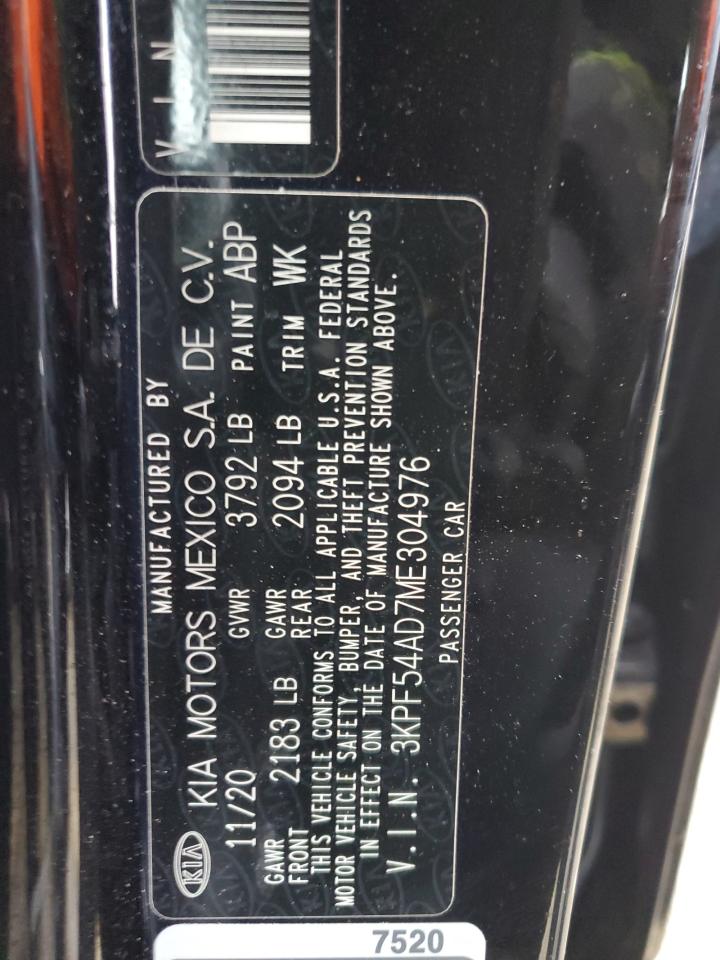 V I N
MANUFACTURED BY
KIA KIA MOTORS MEXICO S.A. DE C.V.
11/20 GVWR 3792 LB PAINT ABP
GAWR FRONT 2183 LB GAWR REAR 2094 LB TRIM WK
THIS VEHICLE CONFORMS TO ALL APPLICABLE U.S.A. FEDERAL
MOTOR VEHICLE SAFETY, BUMPER, AND THEFT PREVENTION STANDARDS
IN EFFECT ON THE DATE OF MANUFACTURE SHOWN ABOVE.
V.I.N. 3KPF54AD7ME304976
PASSENGER CAR
7520